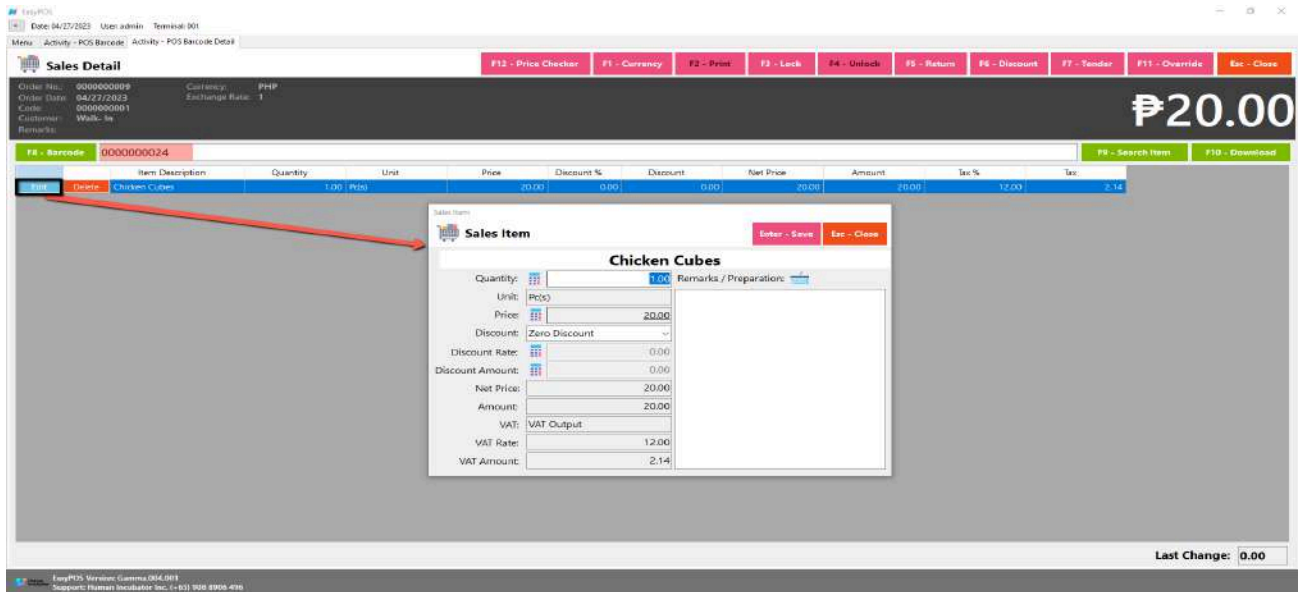 EasyPOS
Date: 04/27/2023 User: admin Terminal: 001
Menu Activity - POS Barcode Activity - POS Barcode Detail
Sales Detail F12 - Price Checker F1 - Currency F2 - Print F3 - Lock F4 - Unlock F5 - Return F6 - Discount F7 - Tender F11 - Override Esc - Close
Order No.: 0000000009 Currency: PHP
Order Date: 04/27/2023 Exchange Rate: 1
Code: 0000000001
Customer: Walk- In
Remarks:
₱20.00
F8 - Barcode 0000000024 F9 - Search Item F10 - Download
Item Description Quantity Unit Price Discount % Discount Net Price Amount Tax % Tax
Edit Delete Chicken Cubes 1.00 Pc(s) 20.00 0.00 0.00 20.00 20.00 12.00 2.14
Sales Item
Sales Item Enter - Save Esc - Close
Chicken Cubes
Quantity: 1.00 Remarks / Preparation:
Unit: Pc(s)
Price: 20.00
Discount: Zero Discount
Discount Rate: 0.00
Discount Amount: 0.00
Net Price: 20.00
Amount: 20.00
VAT: VAT Output
VAT Rate: 12.00
VAT Amount: 2.14
Last Change: 0.00
EasyPOS Version: Gamma.004.001
Support: Human Incubator Inc. (+63) 908 8906 496